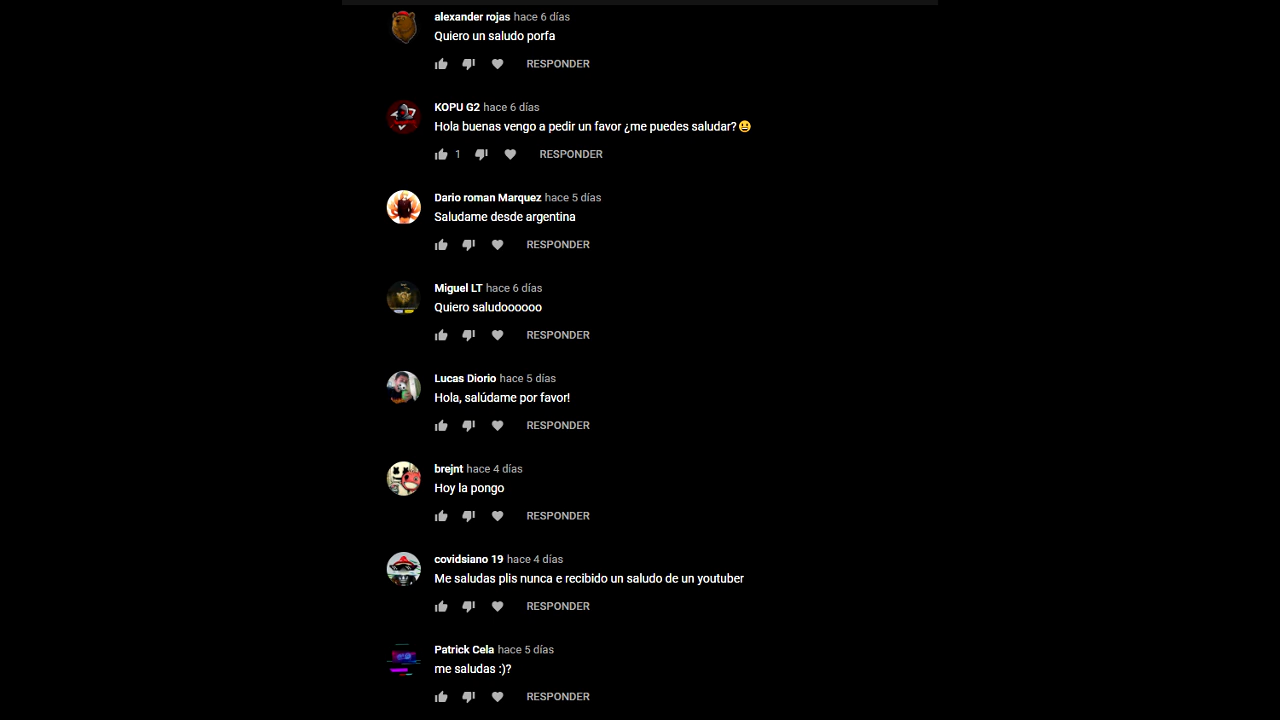 alexander rojas hace 6 días
Quiero un saludo porfa
RESPONDER
KOPU G2 hace 6 días
Hola buenas vengo a pedir un favor ¿me puedes saludar?😃
1 RESPONDER
Dario roman Marquez hace 5 días
Saludame desde argentina
RESPONDER
Miguel LT hace 6 días
Quiero saludoooooo
RESPONDER
Lucas Diorio hace 5 días
Hola, salúdame por favor!
RESPONDER
brejnt hace 4 días
Hoy la pongo
RESPONDER
covidsiano 19 hace 4 días
Me saludas plis nunca e recibido un saludo de un youtuber
RESPONDER
Patrick Cela hace 5 días
me saludas :)?
RESPONDER